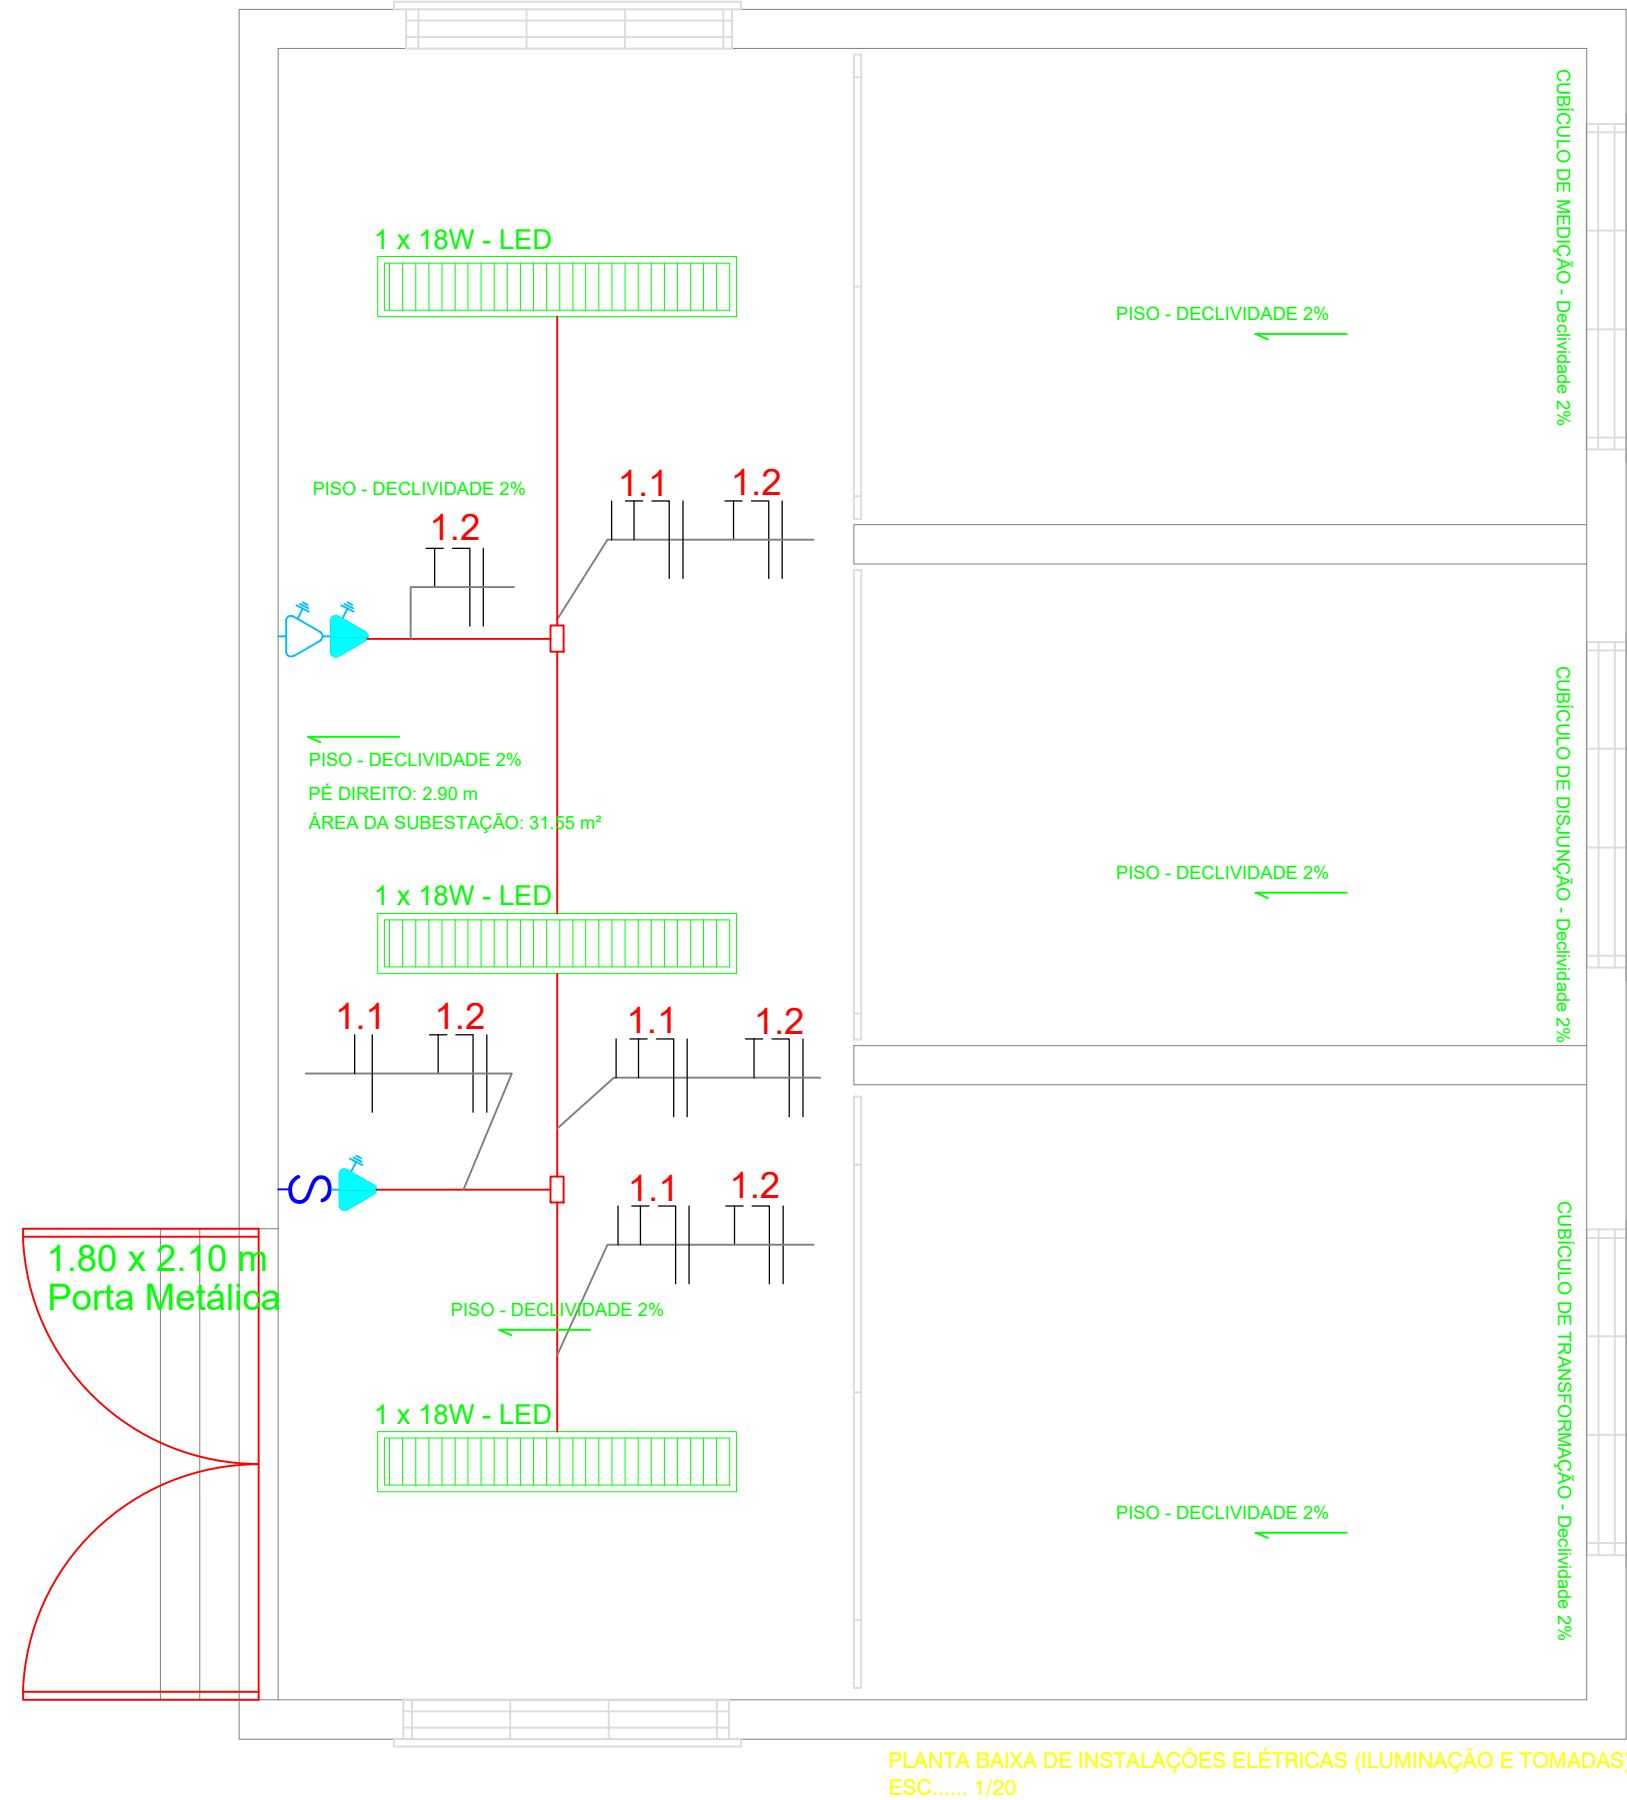 CUBÍCULO DE MEDIÇÃO - Declividade 2%
1 x 18W - LED
PISO - DECLIVIDADE 2%
PISO - DECLIVIDADE 2%
1.1 1.2
1.2
CUBÍCULO DE DISJUNÇÃO - Declividade 2%
PISO - DECLIVIDADE 2%
PÉ DIREITO: 2.90 m
ÁREA DA SUBESTAÇÃO: 31.55 m²
PISO - DECLIVIDADE 2%
1 x 18W - LED
1.1 1.2
1.1 1.2
S
1.1 1.2
CUBÍCULO DE TRANSFORMAÇÃO - Declividade 2%
1.80 x 2.10 m
Porta Metálica
PISO - DECLIVIDADE 2%
1 x 18W - LED
PISO - DECLIVIDADE 2%
PLANTA BAIXA DE INSTALAÇÕES ELÉTRICAS (ILUMINAÇÃO E TOMADAS)
ESC...... 1/20